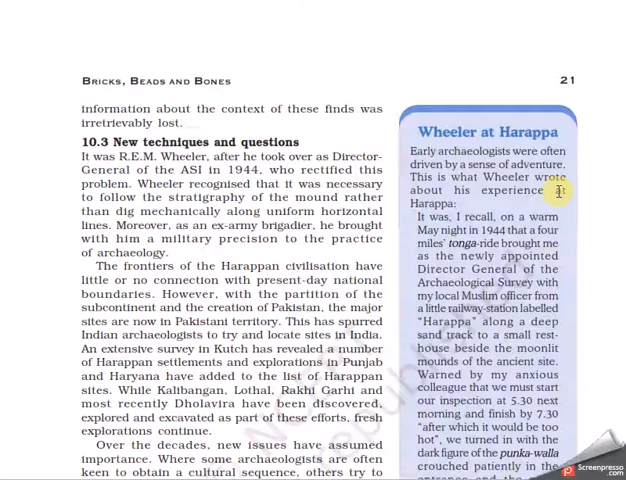 BRICKS, BEADS AND BONES
21
information about the context of these finds was
irretrievably lost.
10.3 New techniques and questions
It was R.E.M. Wheeler, after he took over as Director-
General of the ASI in 1944, who rectified this
problem. Wheeler recognised that it was necessary
to follow the stratigraphy of the mound rather
than dig mechanically along uniform horizontal
lines. Moreover, as an ex-army brigadier, he brought
with him a military precision to the practice
of archaeology.
The frontiers of the Harappan civilisation have
little or no connection with present-day national
boundaries. However, with the partition of the
subcontinent and the creation of Pakistan, the major
sites are now in Pakistani territory. This has spurred
Indian archaeologists to try and locate sites in India.
An extensive survey in Kutch has revealed a number
of Harappan settlements and explorations in Punjab
and Haryana have added to the list of Harappan
sites. While Kalibangan, Lothal, Rakhi Garhi and
most recently Dholavira have been discovered,
explored and excavated as part of these efforts, fresh
explorations continue.
Over the decades, new issues have assumed
importance. Where some archaeologists are often
keen to obtain a cultural sequence, others try to
Wheeler at Harappa
Early archaeologists were often
driven by a sense of adventure.
This is what Wheeler wrote
about his experience at
Harappa:
It was, I recall, on a warm
May night in 1944 that a four
miles' tonga-ride brought me
as the newly appointed
Director General of the
Archaeological Survey with
my local Muslim officer from
a little railway-station labelled
"Harappa" along a deep
sand track to a small rest-
house beside the moonlit
mounds of the ancient site.
Warned by my anxious
colleague that we must start
our inspection at 5.30 next
morning and finish by 7.30
"after which it would be too
hot", we turned in with the
dark figure of the punka-walla
crouched patiently in the
Screenpresso